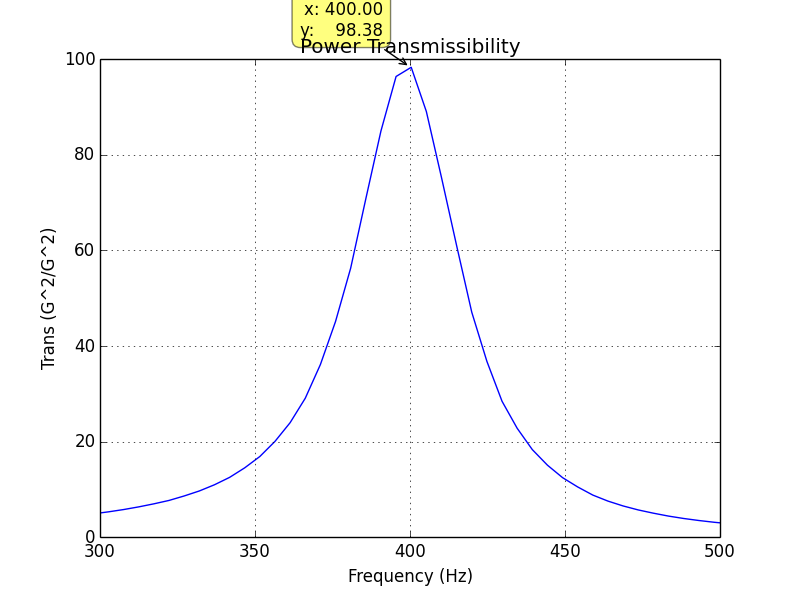 x: 400.00
y: 98.38
Power Transmissibility
100
80
60
40
20
0
Trans (G^2/G^2)
300 350 400 450 500
Frequency (Hz)